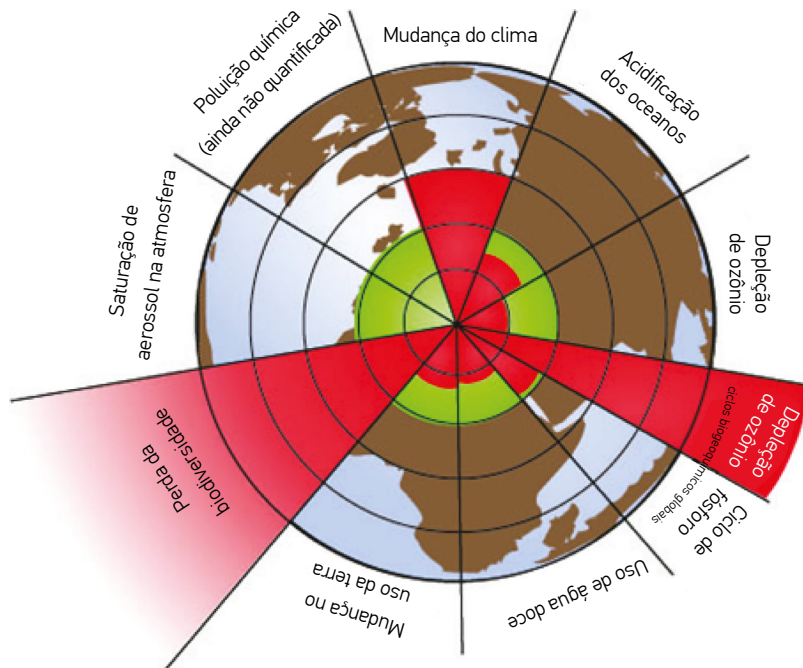 Mudança do clima
Acidificação
dos oceanos
Depleção
de ozônio
Depleção
de ozônio
ciclos biogeoquímicos globais
Ciclo de
fósforo
Uso de água doce
Mudança no
uso da terra
Perda da
biodiversidade
Saturação de
aerossol na atmosfera
Poluição química
(ainda não quantificada)